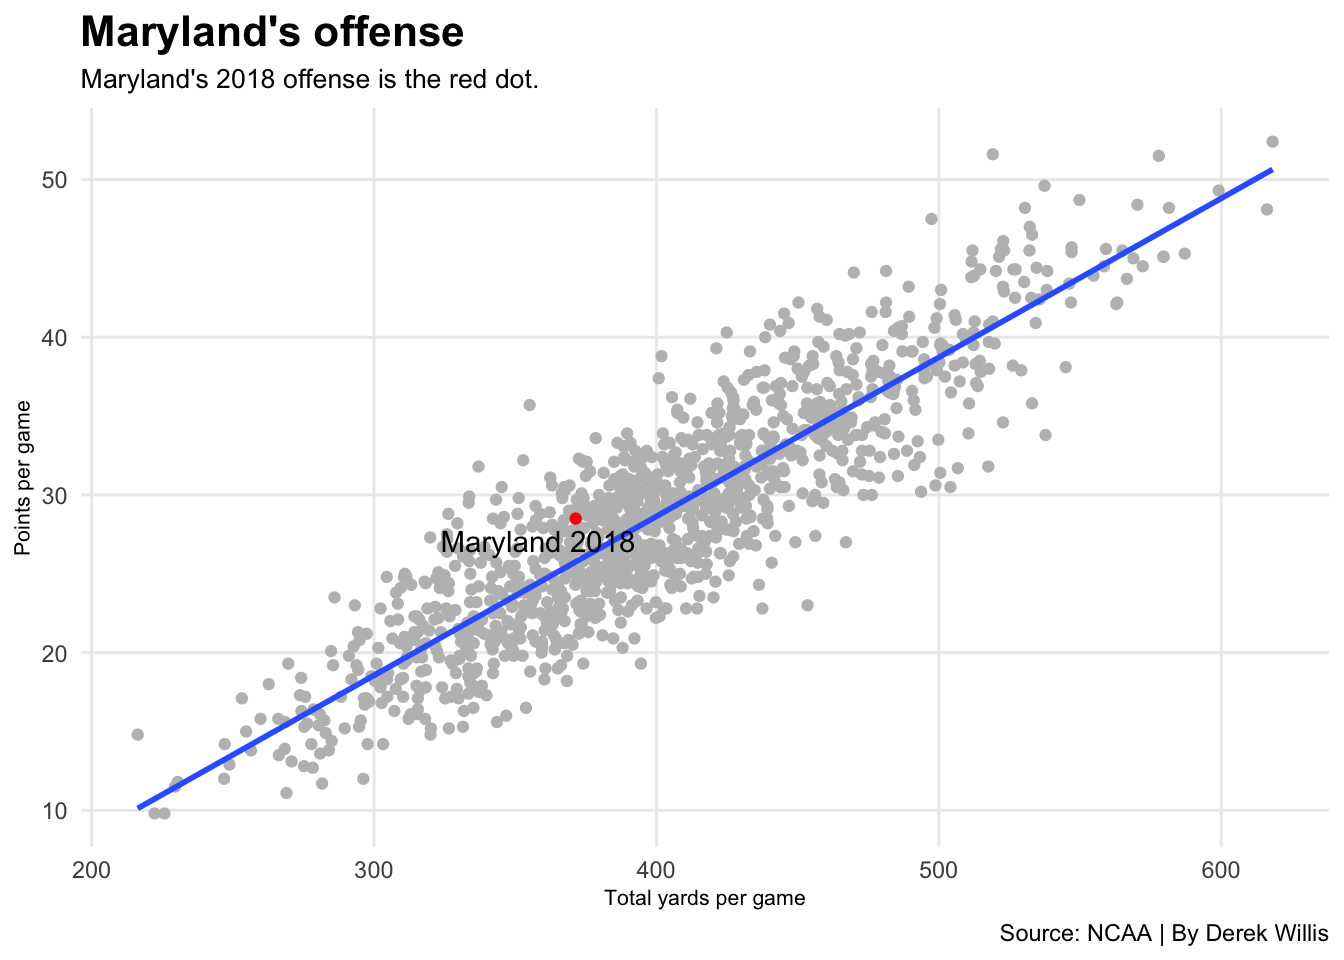 Maryland's offense
Maryland's 2018 offense is the red dot.
50
40
30
20
10
Points per game
Maryland 2018
200 300 400 500 600
Total yards per game
Source: NCAA | By Derek Willis